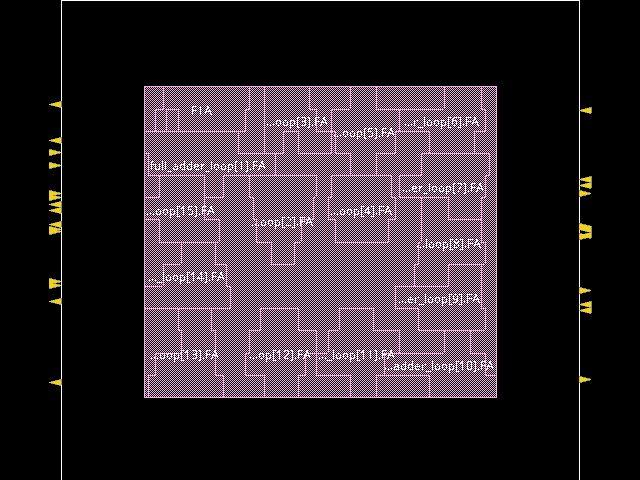 F1A
..oop[3].FA
..r_loop[6].FA
..oop[5].FA
full_adder_loop[1].FA
..er_loop[7].FA
..oop[15].FA
..oop[2].FA
..loop[4].FA
..loop[8].FA
.._loop[14].FA
..er_loop[9].FA
..oop[13].FA
..op[12].FA
.._loop[11].FA
..adder_loop[10].FA